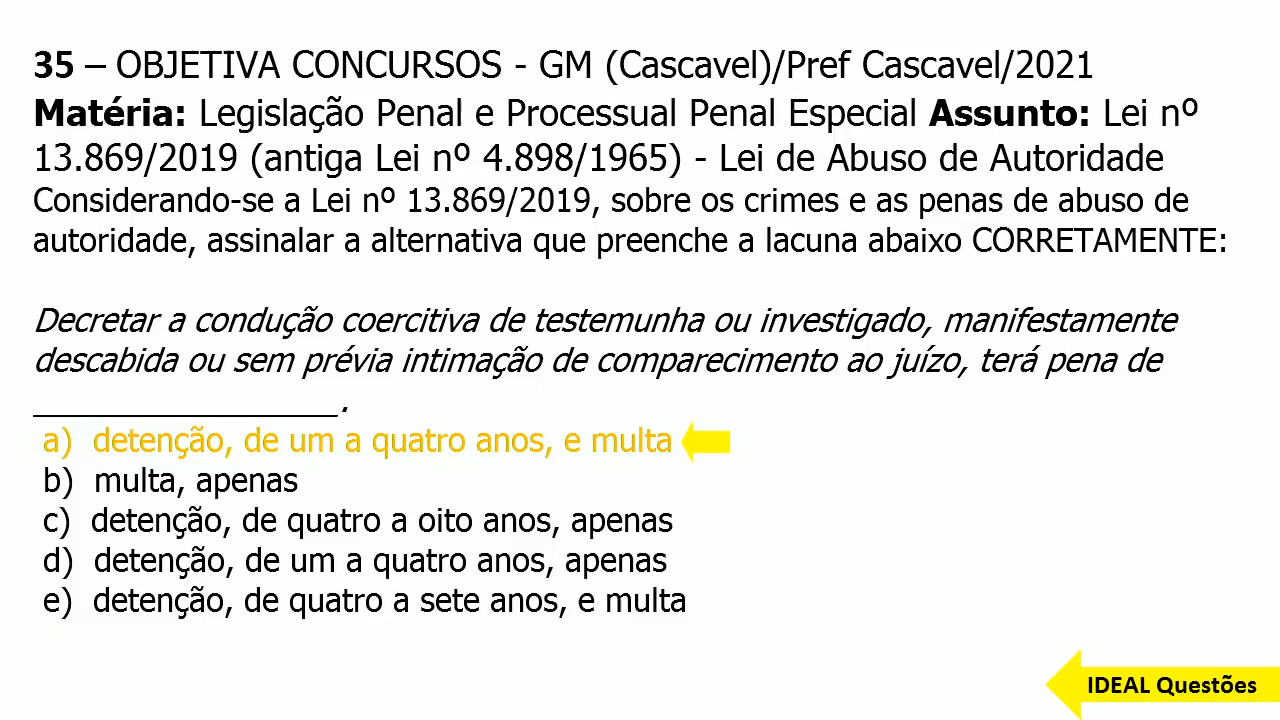 35 – OBJETIVA CONCURSOS - GM (Cascavel)/Pref Cascavel/2021
Matéria: Legislação Penal e Processual Penal Especial Assunto: Lei nº
13.869/2019 (antiga Lei nº 4.898/1965) - Lei de Abuso de Autoridade
Considerando-se a Lei nº 13.869/2019, sobre os crimes e as penas de abuso de
autoridade, assinalar a alternativa que preenche a lacuna abaixo CORRETAMENTE:
Decretar a condução coercitiva de testemunha ou investigado, manifestamente
descabida ou sem prévia intimação de comparecimento ao juízo, terá pena de
__________________.
a) detenção, de um a quatro anos, e multa
b) multa, apenas
c) detenção, de quatro a oito anos, apenas
d) detenção, de um a quatro anos, apenas
e) detenção, de quatro a sete anos, e multa
IDEAL Questões